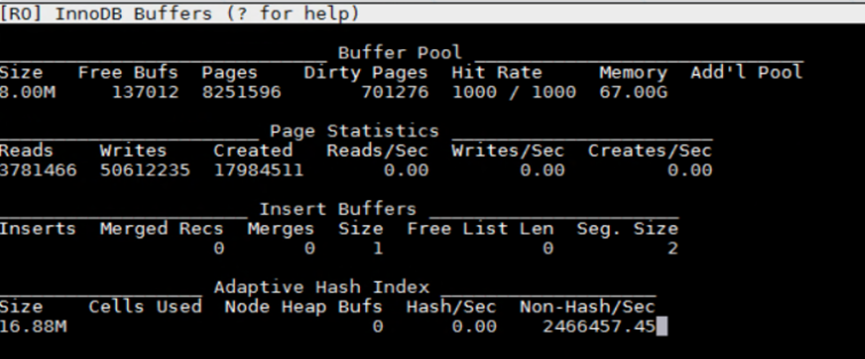 [RO] InnoDB Buffers (? for help)
Buffer Pool
Size Free Bufs Pages Dirty Pages Hit Rate Memory Add'l Pool
8.00M 137012 8251596 701276 1000 / 1000 67.00G
Page Statistics
Reads Writes Created Reads/Sec Writes/Sec Creates/Sec
3781466 50612235 17984511 0.00 0.00 0.00
Insert Buffers
Inserts Merged Recs Merges Size Free List Len Seg. Size
0 0 1 0 2
Adaptive Hash Index
Size Cells Used Node Heap Bufs Hash/Sec Non-Hash/Sec
16.88M 0 0.00 2466457.45